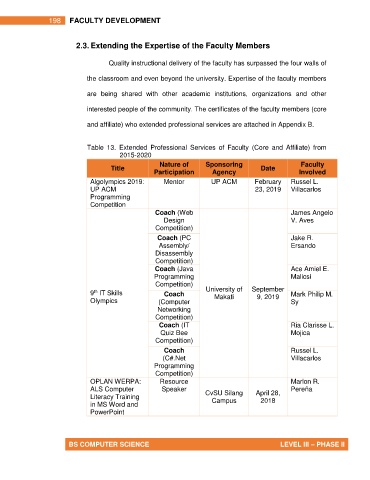 198 FACULTY DEVELOPMENT
2.3. Extending the Expertise of the Faculty Members
Quality instructional delivery of the faculty has surpassed the four walls of
the classroom and even beyond the university. Expertise of the faculty members
are being shared with other academic institutions, organizations and other
interested people of the community. The certificates of the faculty members (core
and affiliate) who extended professional services are attached in Appendix B.
Table 13. Extended Professional Services of Faculty (Core and Affiliate) from
2015-2020
Title
Nature of
Participation
Sponsoring
Agency
Date
Faculty
Involved
Algolympics 2019:
UP ACM
Programming
Competition
Mentor
UP ACM
February
23, 2019
Russel L.
Villacarlos
9th IT Skills
Olympics
Coach (Web
Design
Competition)
University of
Makati
September
9, 2019
James Angelo
V. Aves
Coach (PC
Assembly/
Disassembly
Competition)
Jake R.
Ersando
Coach (Java
Programming
Competition)
Ace Amiel E.
Malicsi
Coach
(Computer
Networking
Competition)
Mark Philip M.
Sy
Coach (IT
Quiz Bee
Competition)
Ria Clarisse L.
Mojica
Coach
(C#.Net
Programming
Competition)
Russel L.
Villacarlos
OPLAN WERPA:
ALS Computer
Literacy Training
in MS Word and
PowerPoint
Resource
Speaker
CvSU Silang
Campus
April 28,
2018
Marlon R.
Pereña
BS COMPUTER SCIENCE LEVEL III – PHASE II